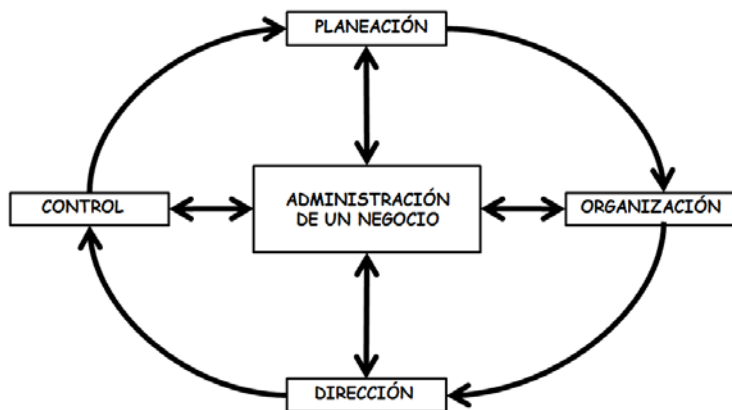 PLANEACIÓN
CONTROL
ADMINISTRACIÓN
DE UN NEGOCIO
ORGANIZACIÓN
DIRECCIÓN